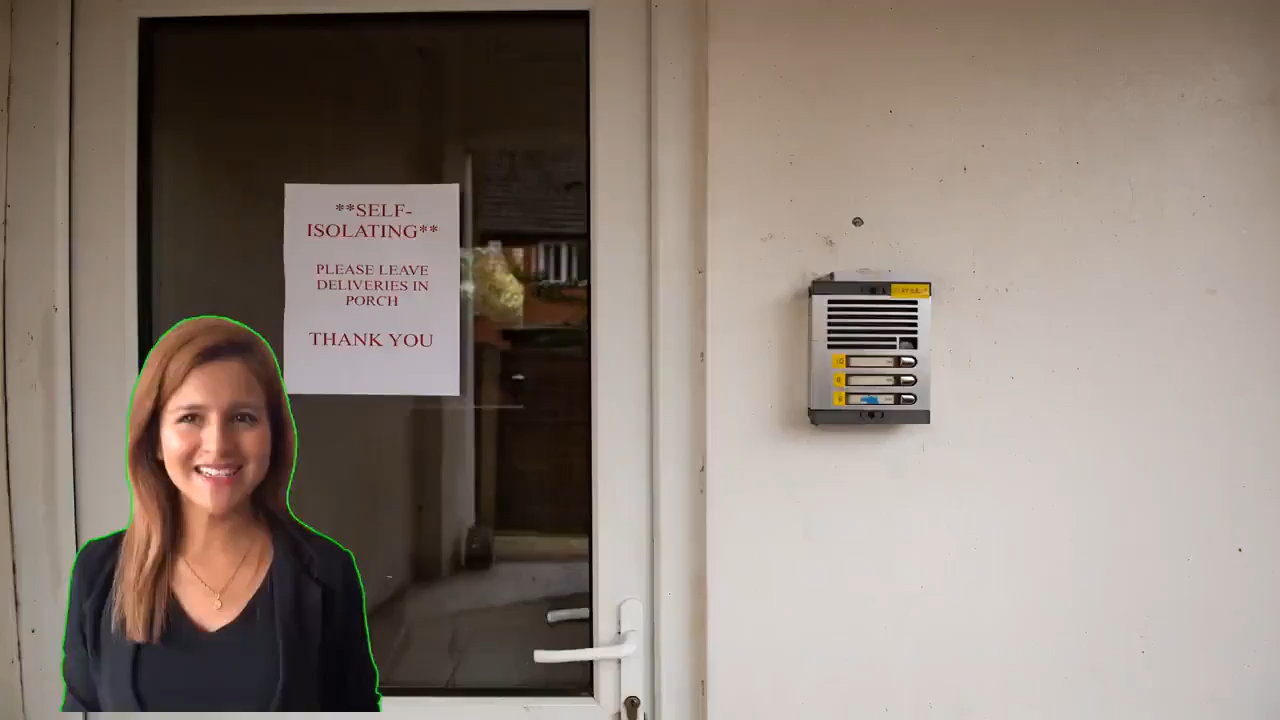 **SELF-
ISOLATING**
PLEASE LEAVE
DELIVERIES IN
PORCH
THANK YOU